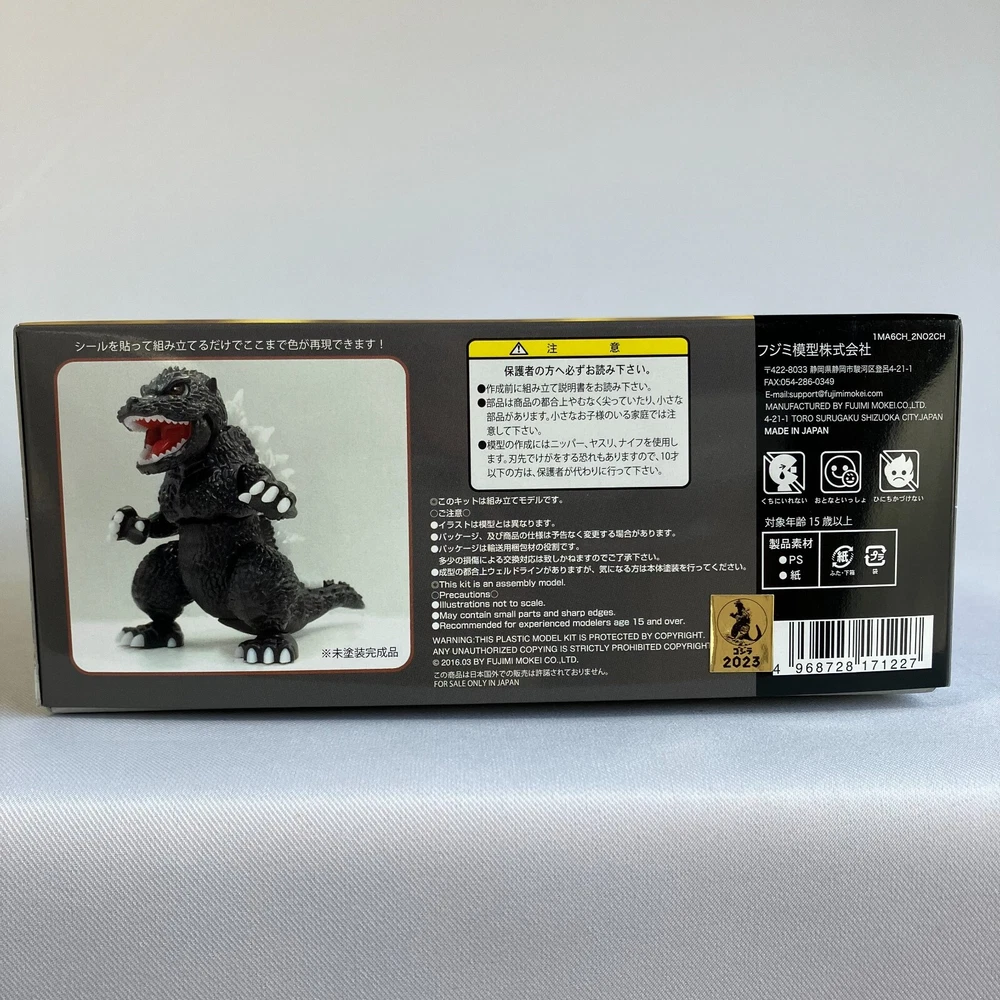 シールを貼って組み立てるだけでここまで色が再現できます！
※未塗装完成品
注 意
保護者の方へ必ずお読み下さい。
●作成前に組み立て説明書をお読み下さい。
●部品は商品の都合上やむなく尖っていたり、小さな
部品があります。小さなお子様のいる家庭では注
意して下さい。
●模型の作成にはニッパー、ヤスリ、ナイフを使用し
ます。刃先でけがをする恐れもありますので、10才
以下の方は、保護者が代わりに行って下さい。
◎このキットは組み立てモデルです。
○ご注意○
●イラストは模型とは異なります。
●パッケージ、及び商品の仕様は予告なく変更する場合があります。
●パッケージは輸送用梱包材の役割です。
多少の損傷による交換対応は致しかねますのでご了承下さい。
●成型の都合上ウェルドラインがありますが、気になる方は本体塗装を行ってください。
◎This kit is an assembly model.
○Precautions○
●Illustrations not to scale.
●May contain small parts and sharp edges.
●Recommended for experienced modelers age 15 and over.
WARNING:THIS PLASTIC MODEL KIT IS PROTECTED BY COPYRIGHT.
ANY UNAUTHORIZED COPYING IS STRICTLY PROHIBITED COPYRIGHT
© 2016.03 BY FUJIMI MOKEI CO.,LTD.
この商品は日本国外での販売は許諾されておりません。
FOR SALE ONLY IN JAPAN
1MA6CH_2NO2CH
フジミ模型株式会社
〒422-8033 静岡県静岡市駿河区登呂4-21-1
FAX:054-286-0349
E-mail:support@fujimimokei.com
MANUFACTURED BY FUJIMI MOKEI.CO.,LTD.
4-21-1 TORO SURUGAKU SHIZUOKA CITY.JAPAN
MADE IN JAPAN
くちにいれない おとなといっしょ ひにちかづけない
対象年齢 15 歳以上
製品素材
●PS
●紙
紙
ふた・下箱
プラ
袋
ゴジラ
2023
4 968728 171227